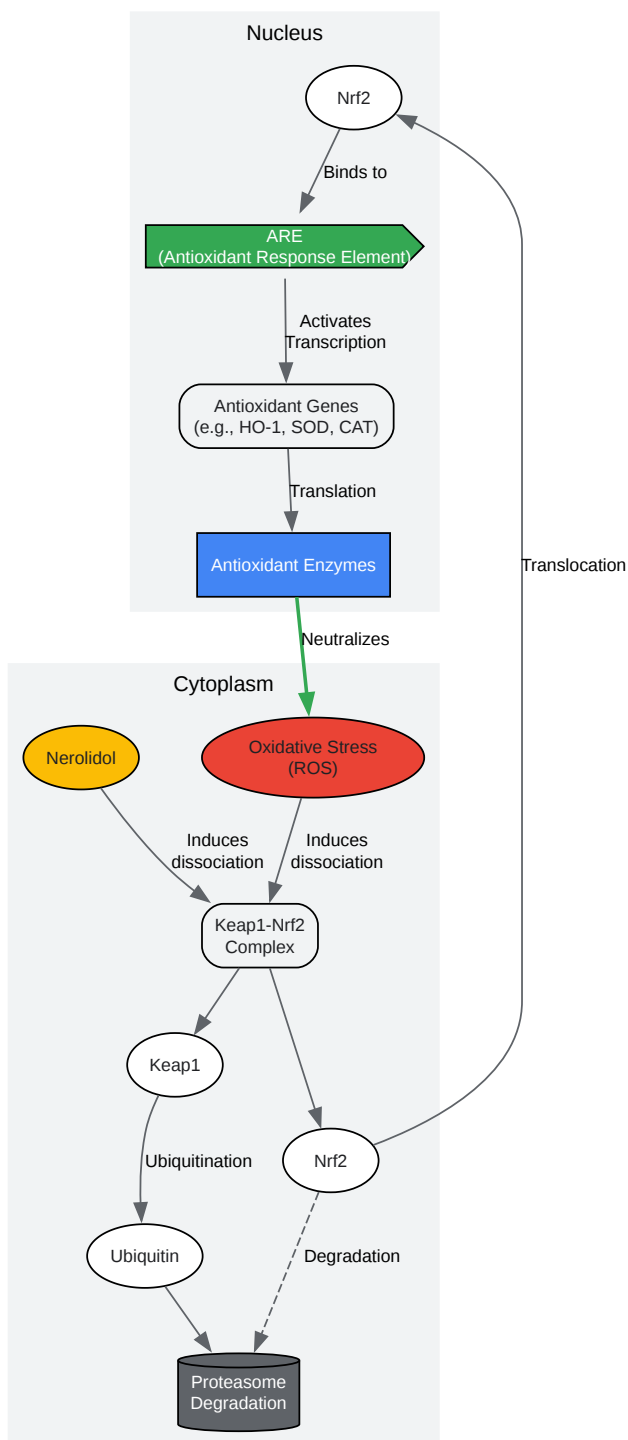 Nucleus
Nrf2
Binds to
ARE
(Antioxidant Response Element)
Activates
Transcription
Antioxidant Genes
(e.g., HO-1, SOD, CAT)
Translation
Antioxidant Enzymes
Translocation
Neutralizes
Cytoplasm
Nerolidol
Oxidative Stress
(ROS)
Induces
dissociation
Induces
dissociation
Keap1-Nrf2
Complex
Keap1
Nrf2
Ubiquitination
Ubiquitin
Degradation
Proteasome
Degradation